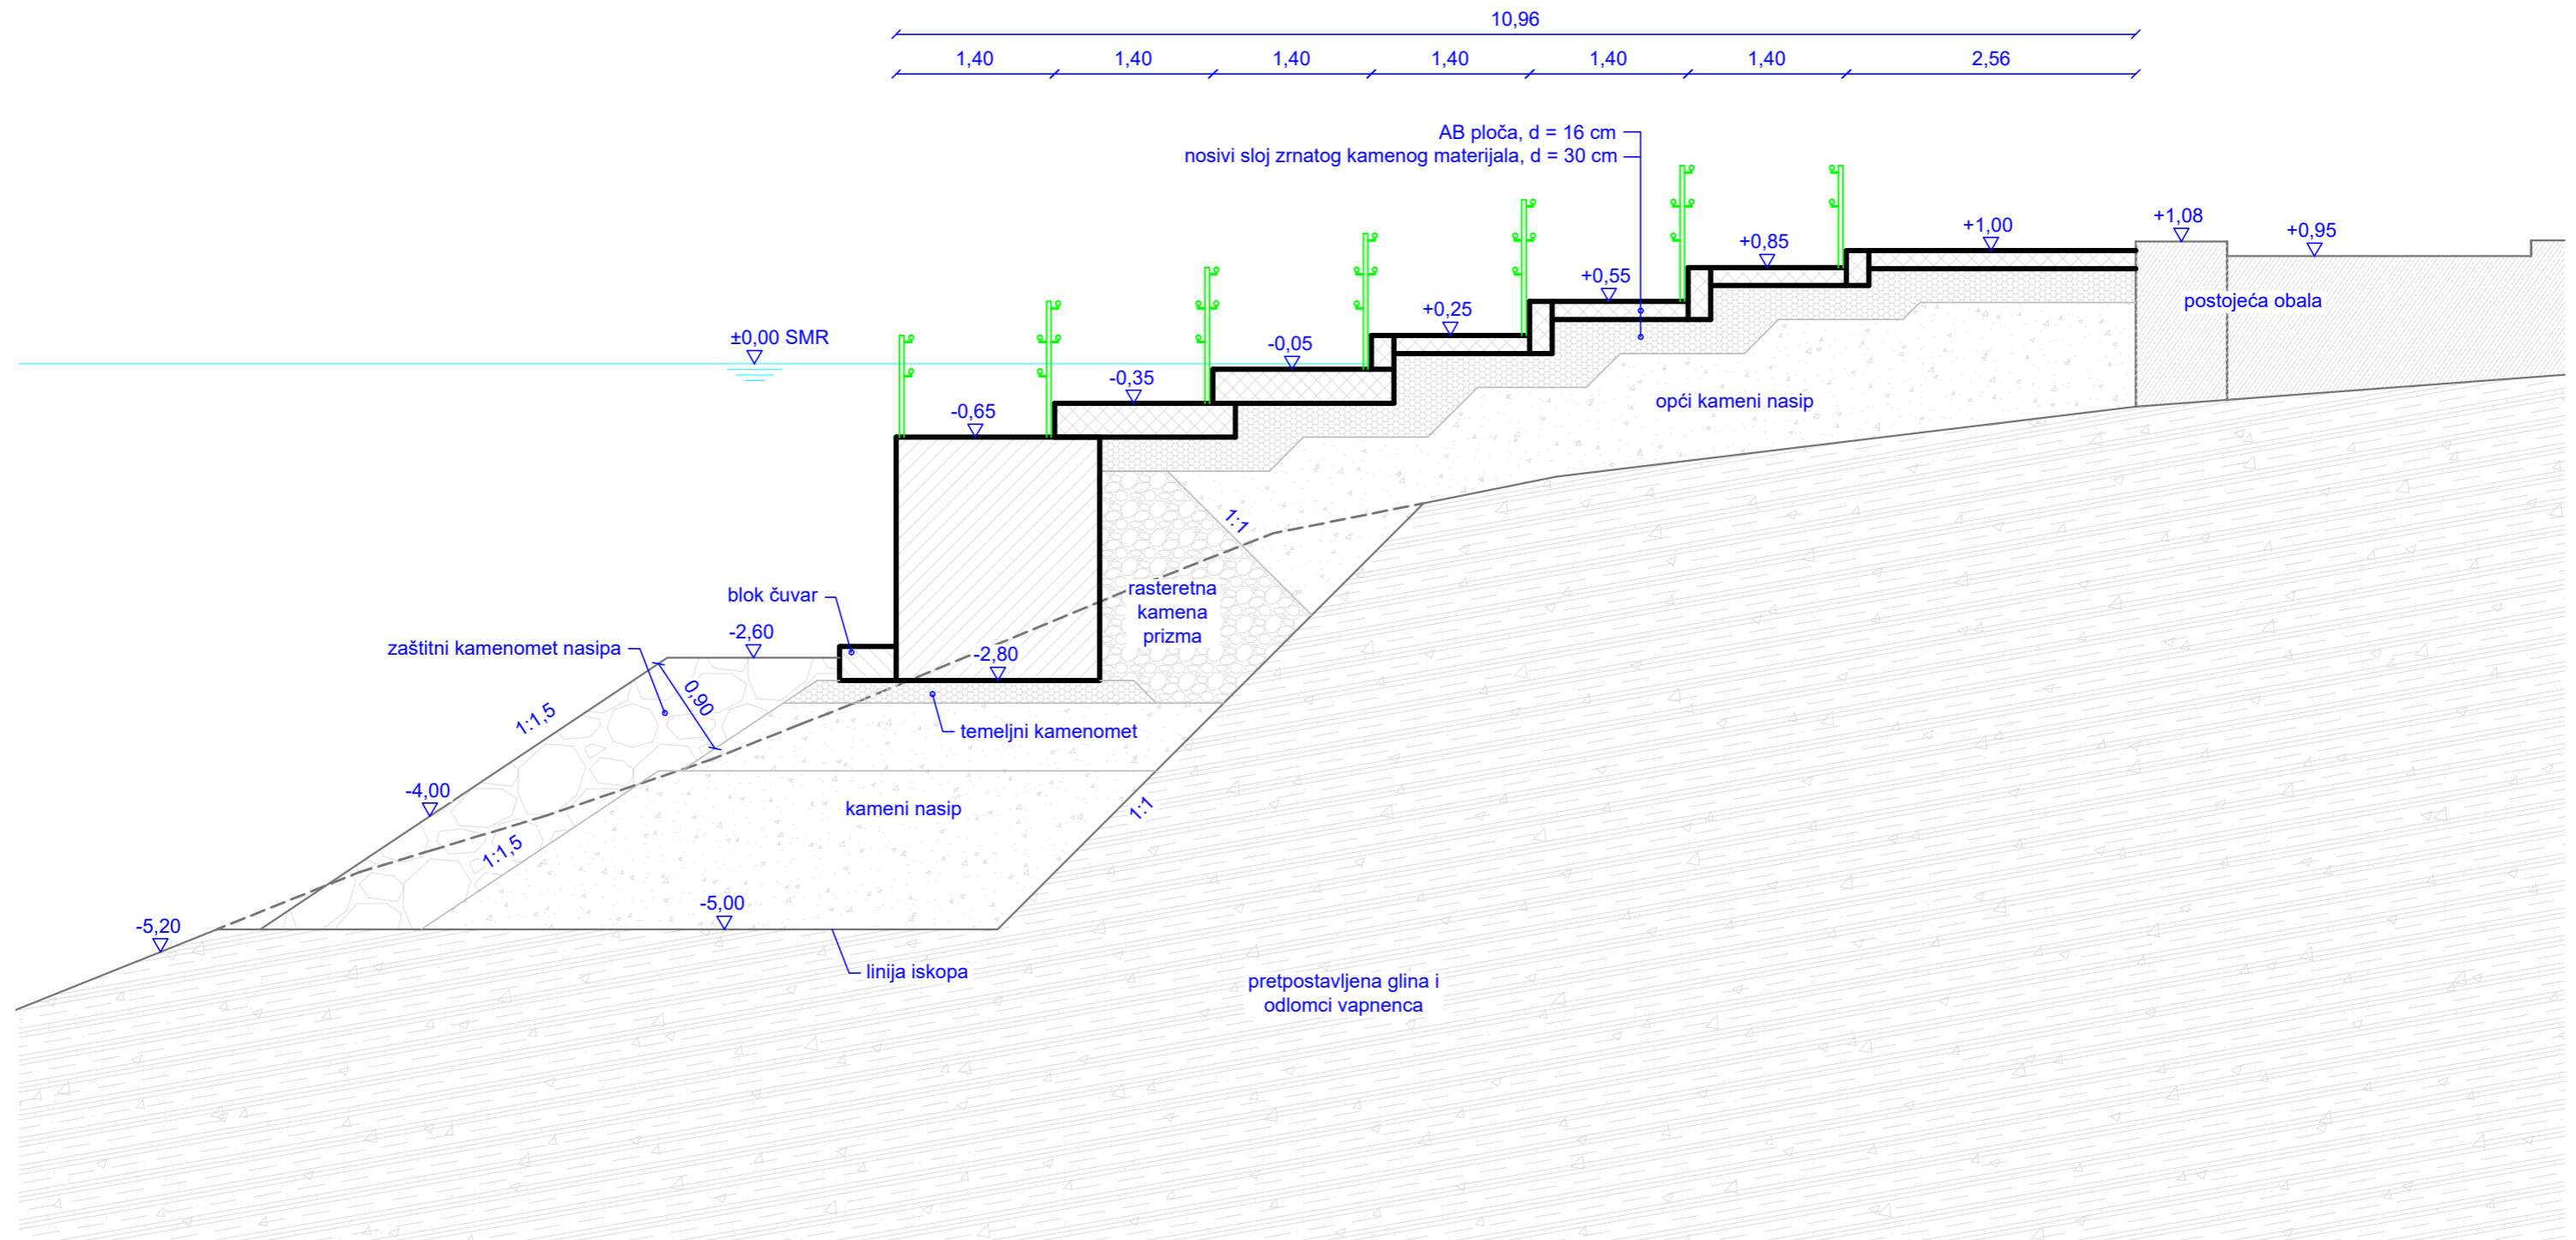 10,96
1,40
1,40
1,40
1,40
1,40
1,40
2,56
AB ploča, d = 16 cm
nosivi sloj zrnatog kamenog materijala, d = 30 cm
+1,08
+1,00
+0,95
+0,85
+0,55
postojeća obala
+0,25
±0,00 SMR
-0,05
-0,35
-0,65
opći kameni nasip
1:1
blok čuvar
rasteretna
kamena
prizma
-2,60
zaštitni kamenomet nasipa
-2,80
0,90
1:1,5
temeljni kamenomet
-4,00
kameni nasip
1:1
1:1,5
-5,00
-5,20
linija iskopa
pretpostavljena glina i
odlomci vapnenca